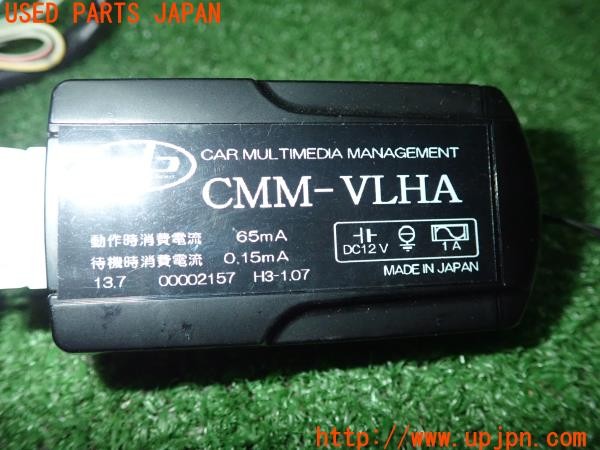 USED PARTS JAPAN
CAR MULTIMEDIA MANAGEMENT
CMM-VLHA
動作時消費電流 65mA
待機時消費電流 0.15mA
DC12V 1A
13.7 00002157 H3-1.07
MADE IN JAPAN
http://www.upjpn.com